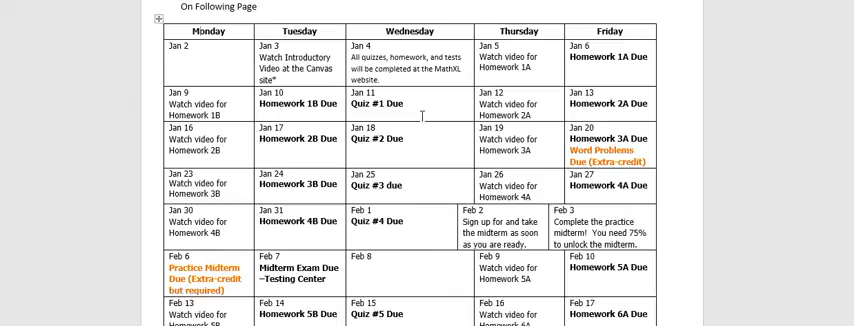 On Following Page
Monday Tuesday Wednesday Thursday Friday
Jan 2 Jan 3 Jan 4 Jan 5 Jan 6
Watch Introductory All quizzes, homework, and tests Watch video for Homework 1A Due
Video at the Canvas will be completed at the MathXL Homework 1A
site* website.
Jan 9 Jan 10 Jan 11 Jan 12 Jan 13
Watch video for Homework 1B Due Quiz #1 Due Watch video for Homework 2A Due
Homework 1B Homework 2A
Jan 16 Jan 17 Jan 18 Jan 19 Jan 20
Watch video for Homework 2B Due Quiz #2 Due Watch video for Homework 3A Due
Homework 2B Homework 3A Word Problems
Due (Extra-credit)
Jan 23 Jan 24 Jan 25 Jan 26 Jan 27
Watch video for Homework 3B Due Quiz #3 due Watch video for Homework 4A Due
Homework 3B Homework 4A
Jan 30 Jan 31 Feb 1 Feb 2 Feb 3
Watch video for Homework 4B Due Quiz #4 Due Sign up for and take Complete the practice
Homework 4B the midterm as soon midterm! You need 75%
as you are ready. to unlock the midterm.
Feb 6 Feb 7 Feb 8 Feb 9 Feb 10
Practice Midterm Midterm Exam Due Watch video for Homework 5A Due
Due (Extra-credit –Testing Center Homework 5A
but required)
Feb 13 Feb 14 Feb 15 Feb 16 Feb 17
Watch video for Homework 5B Due Quiz #5 Due Watch video for Homework 6A Due
Homework 5B Homework 6A